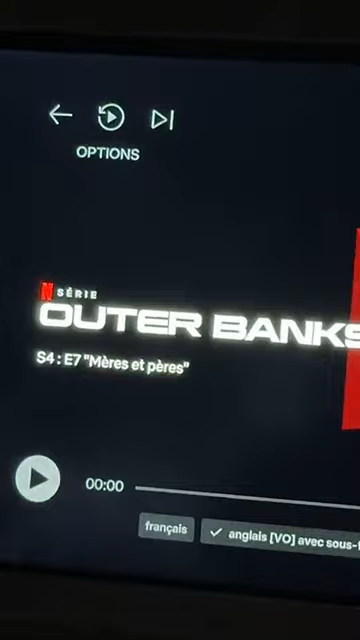 OPTIONS
N SÉRIE
OUTER BANKS
S4 : E7 "Mères et pères"
00:00
français
anglais [VO] avec sous-